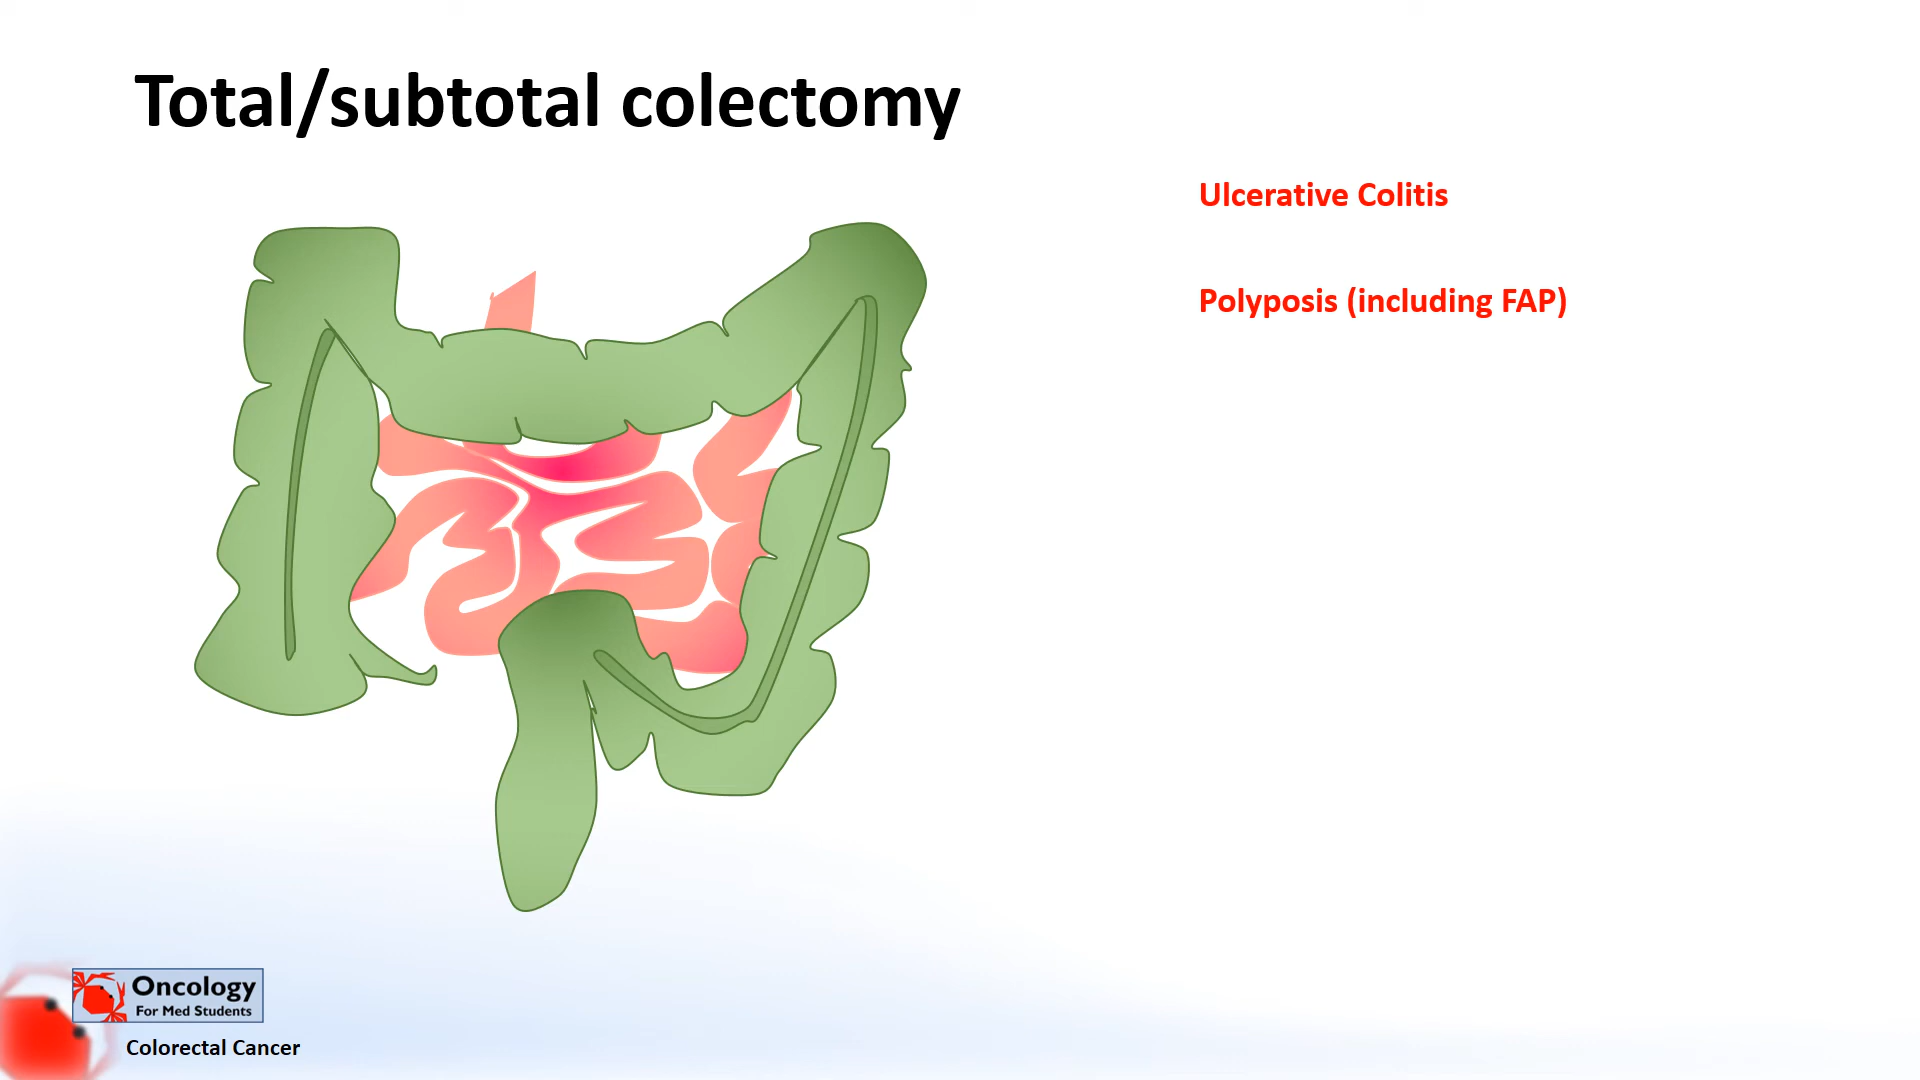 Total/subtotal colectomy
Ulcerative Colitis
Polyposis (including FAP)
Oncology
For Med Students
Colorectal Cancer